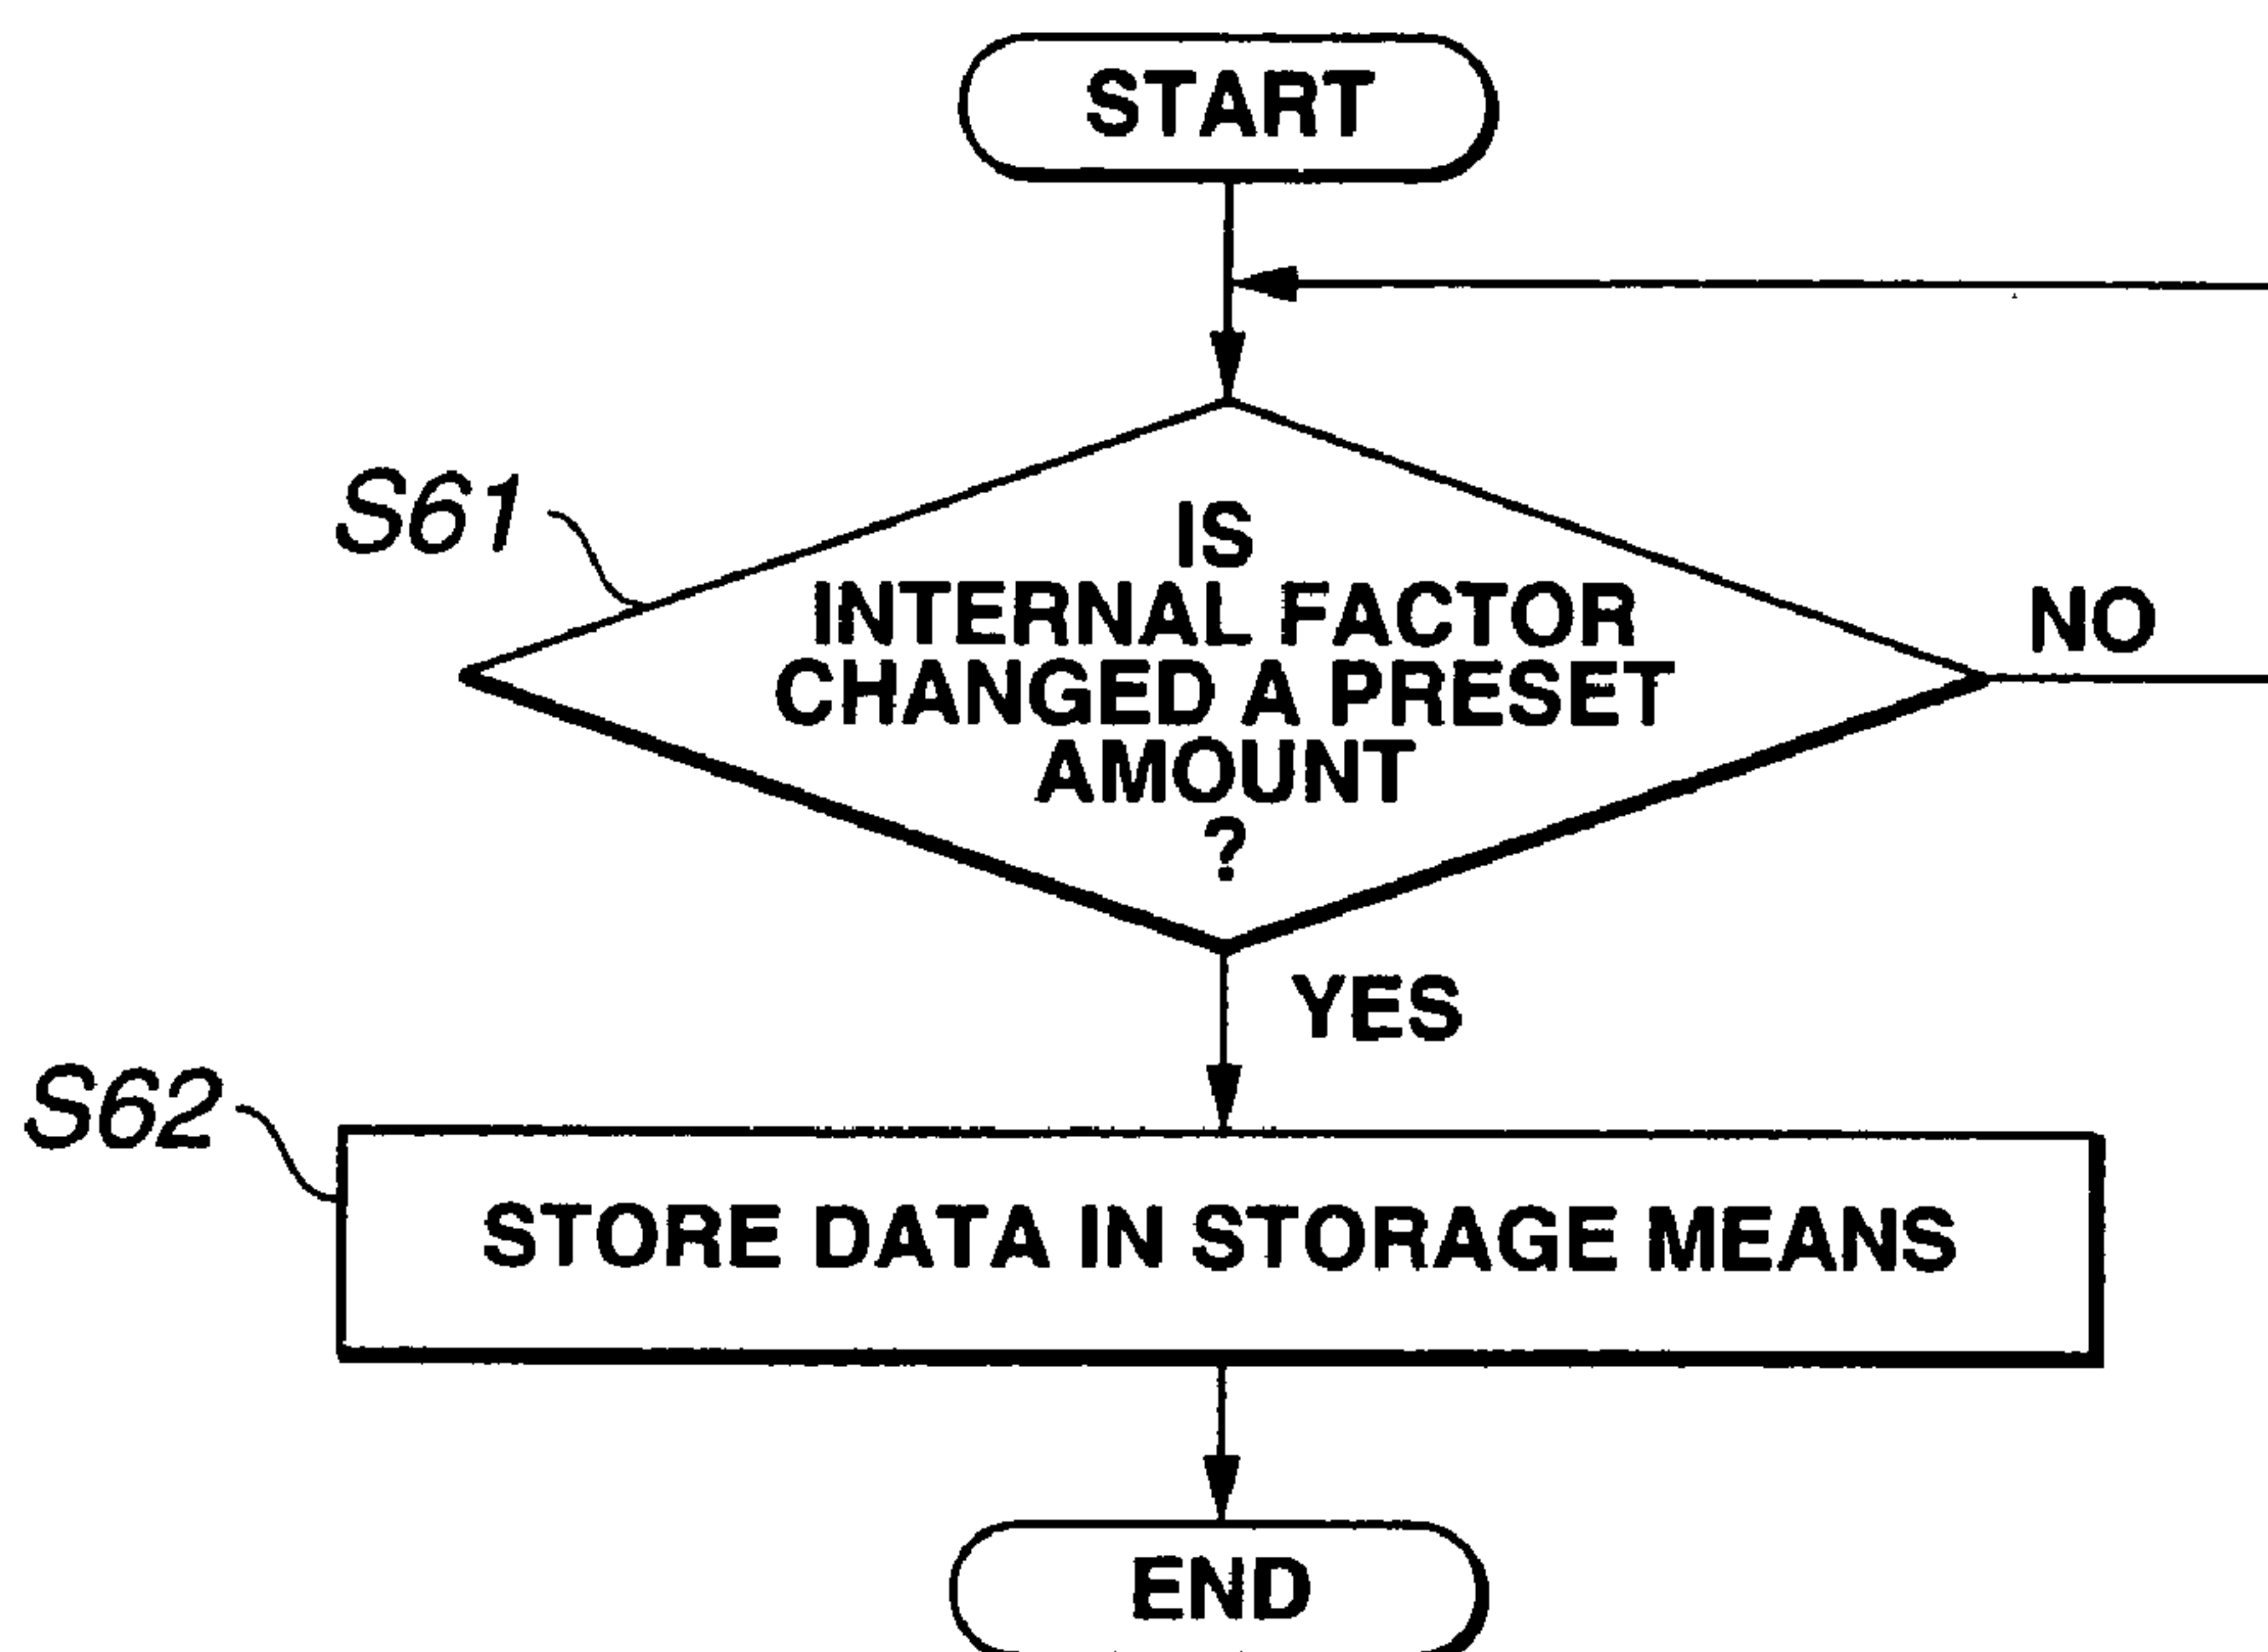 START
S61
IS
INTERNAL FACTOR
CHANGED A PRESET
AMOUNT
?
NO
YES
S62
STORE DATA IN STORAGE MEANS
END